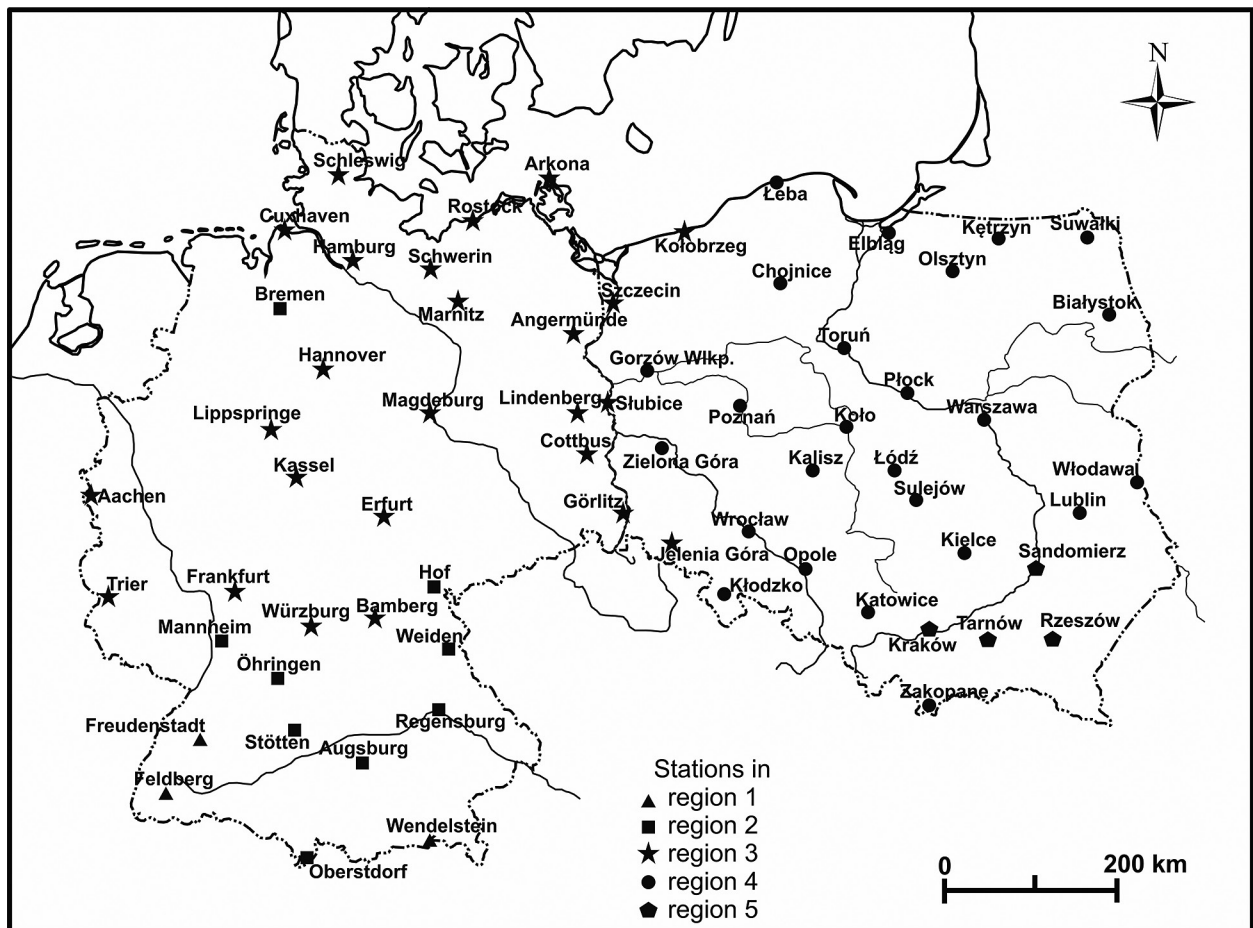 N
Schleswig
Arkona
Łeba
Cuxhaven
Rostock
Kołobrzeg
Elbląg
Kętrzyn
Suwałki
Hamburg
Schwerin
Olsztyn
Chojnice
Bremen
Marnitz
Szczecin
Białystok
Angermünde
Toruń
Hannover
Gorzów Wlkp.
Płock
Lippspringe
Magdeburg
Lindenberg
Słubice
Poznań
Koło
Warszawa
Cottbus
Zielona Góra
Kalisz
Łódź
Włodawa
Kassel
Sulejów
Lublin
Aachen
Erfurt
Görlitz
Wrocław
Kielce
Sandomierz
Jelenia Góra
Opole
Trier
Frankfurt
Hof
Kłodzko
Katowice
Würzburg
Bamberg
Tarnów
Rzeszów
Mannheim
Weiden
Kraków
Öhringen
Zakopane
Freudenstadt
Regensburg
Stötten
Augsburg
Feldberg
Stations in
region 1
Wendelstein
region 2
Oberstdorf
region 3
region 4
region 5
0
200 km